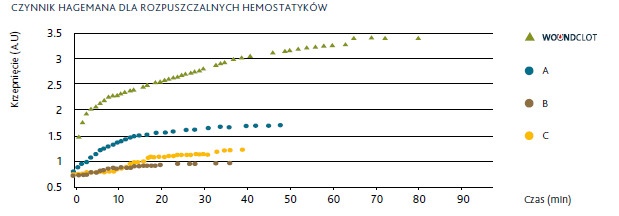 CZYNNIK HAGEMANA DLA ROZPUSZCZALNYCH HEMOSTATYKÓW
Krzepnięcie (A.U)
3.5
3
2.5
2
1.5
1
0.5
0
10
20
30
40
50
60
70
80
90
Czas (min)
WOUNDCLOT
A
B
C